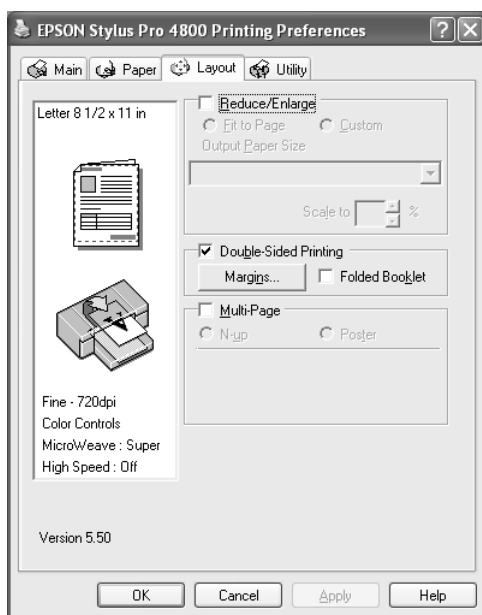 EPSON Stylus Pro 4800 Printing Preferences
Main Paper Layout Utility
Letter 8 1/2 x 11 in
Reduce/Enlarge
Fit to Page Custom
Output Paper Size
Scale to %
Double-Sided Printing
Margins... Folded Booklet
Multi-Page
N-up Poster
Fine - 720dpi
Color Controls
MicroWeave : Super
High Speed : Off
Version 5.50
OK Cancel Apply Help